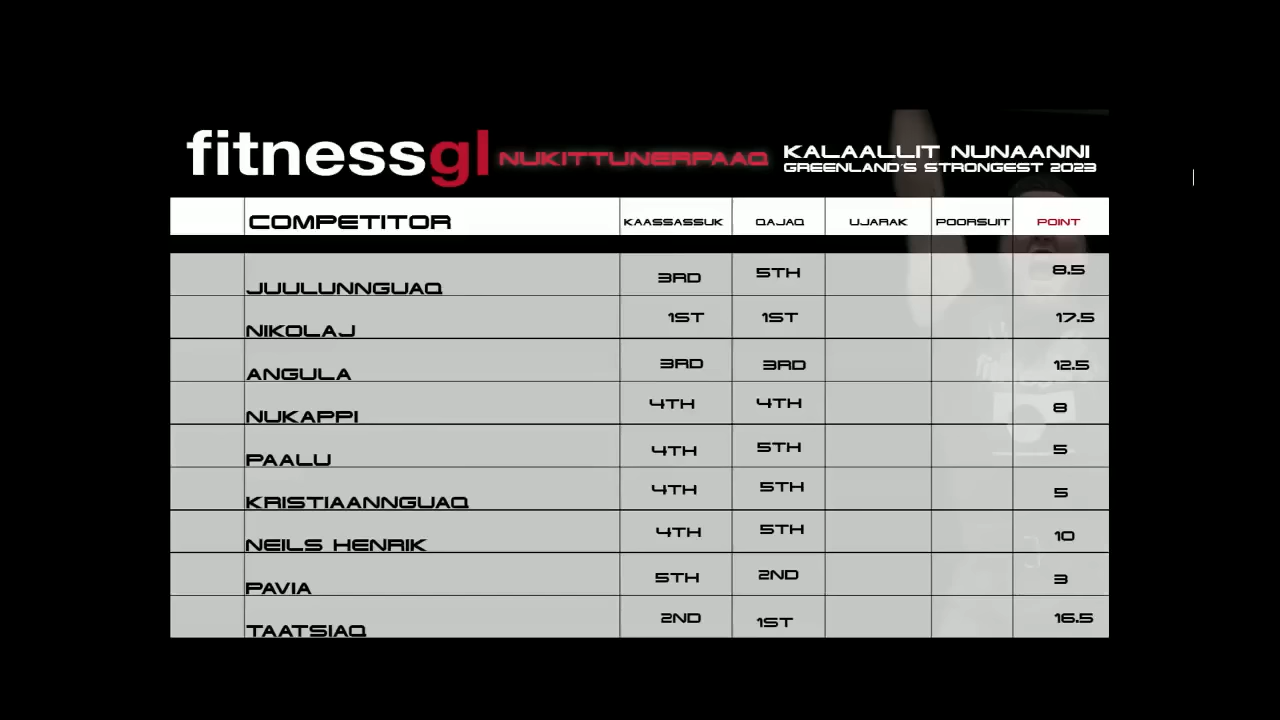 fitnessgl NUKITTUNERPAAQ KALAALLIT NUNAANNI
GREENLAND'S STRONGEST 2023
COMPETITOR KAASSASSUK QAJAQ UJARAK POORSUIT POINT
JUULUNNGUAQ 3RD 5TH 8.5
NIKOLAJ 1ST 1ST 17.5
ANGULA 3RD 3RD 12.5
NUKAPPI 4TH 4TH 8
PAALU 4TH 5TH 5
KRISTIAANNGUAQ 4TH 5TH 5
NEILS HENRIK 4TH 5TH 10
PAVIA 5TH 2ND 3
TAATSIAQ 2ND 1ST 16.5